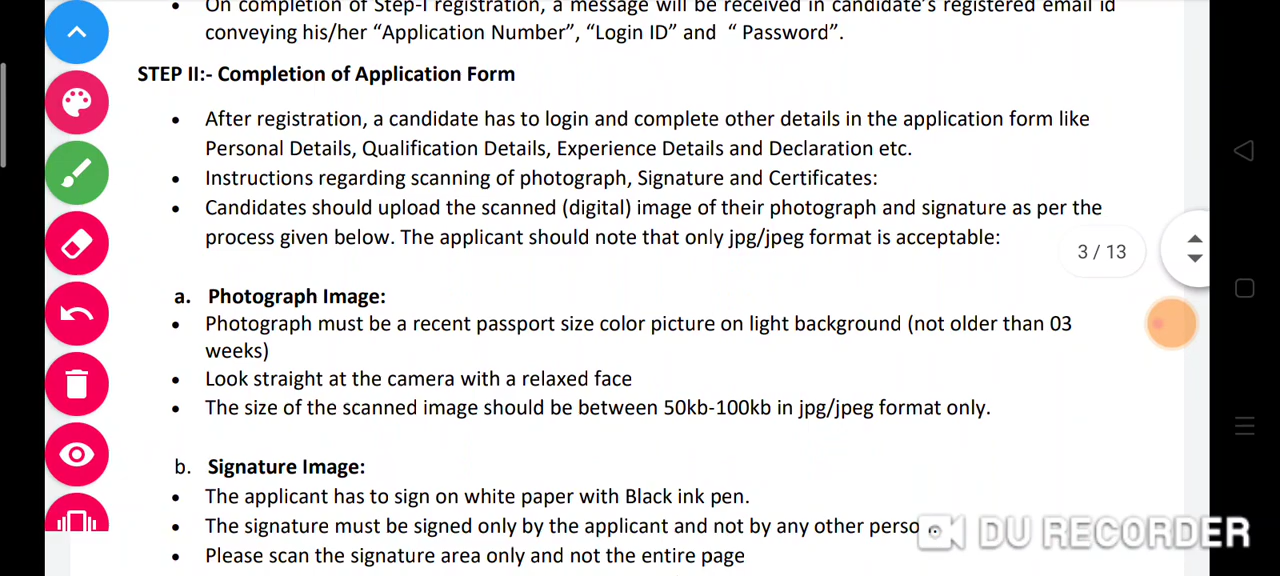 On completion of Step-I registration, a message will be received in candidate's registered email id
conveying his/her “Application Number”, “Login ID” and “ Password”.
STEP II:- Completion of Application Form
After registration, a candidate has to login and complete other details in the application form like
Personal Details, Qualification Details, Experience Details and Declaration etc.
Instructions regarding scanning of photograph, Signature and Certificates:
Candidates should upload the scanned (digital) image of their photograph and signature as per the
process given below. The applicant should note that only jpg/jpeg format is acceptable:
3 / 13
a. Photograph Image:
Photograph must be a recent passport size color picture on light background (not older than 03
weeks)
Look straight at the camera with a relaxed face
The size of the scanned image should be between 50kb-100kb in jpg/jpeg format only.
b. Signature Image:
The applicant has to sign on white paper with Black ink pen.
The signature must be signed only by the applicant and not by any other perso
DU RECORDER
Please scan the signature area only and not the entire page